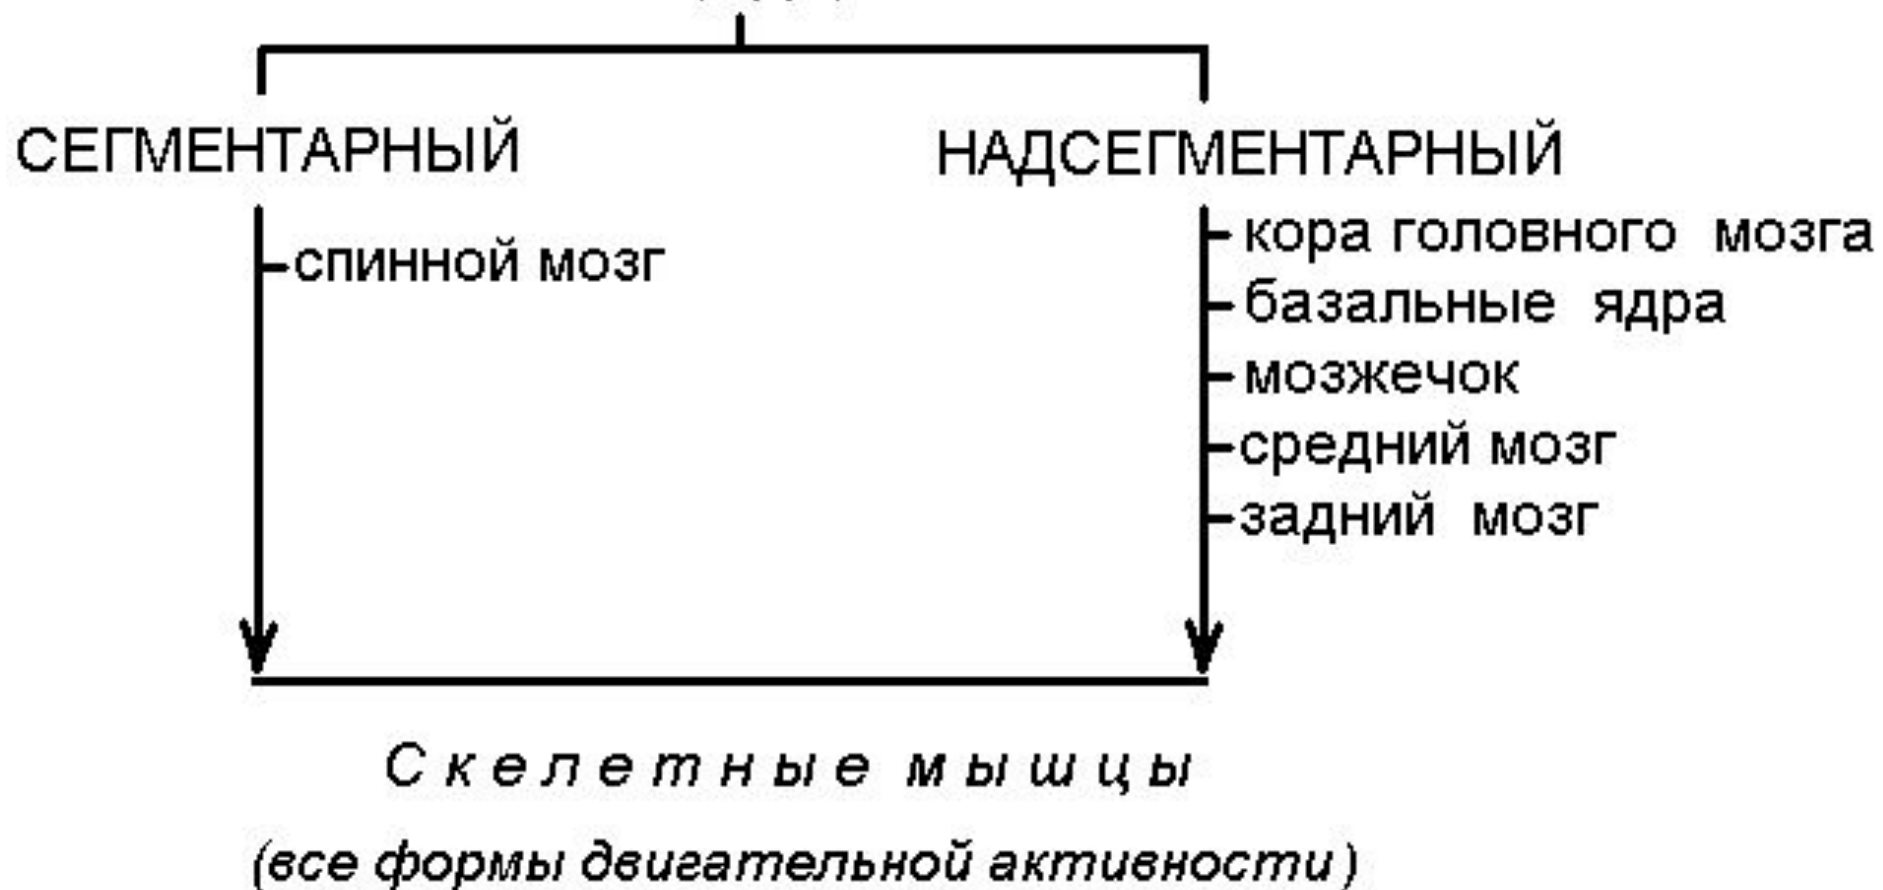 СЕГМЕНТАРНЫЙ
НАДСЕГМЕНТАРНЫЙ
спинной мозг
кора головного мозга
базальные ядра
мозжечок
средний мозг
задний мозг
Скелетные мышцы
(все формы двигательной активности)